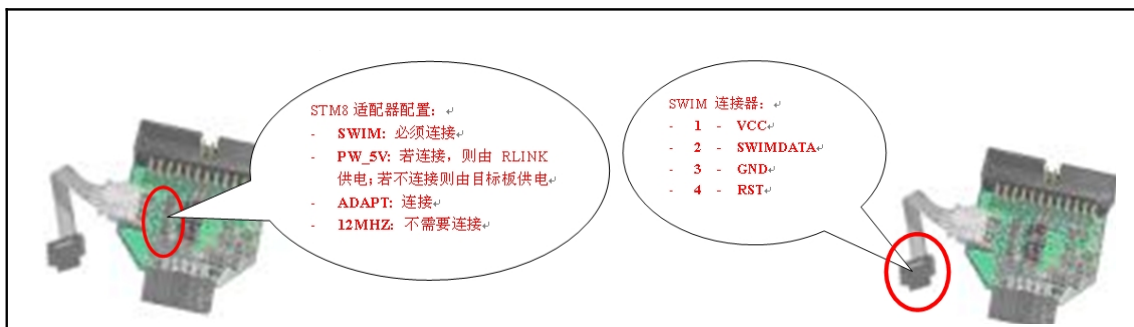 STM8 适配器配置：
- SWIM: 必须连接
- PW_5V: 若连接，则由 RLINK
供电；若不连接则由目标板供电
- ADAPT: 连接
- 12MHZ: 不需要连接
SWIM 连接器：
- 1 - VCC
- 2 - SWIMDATA
- 3 - GND
- 4 - RST